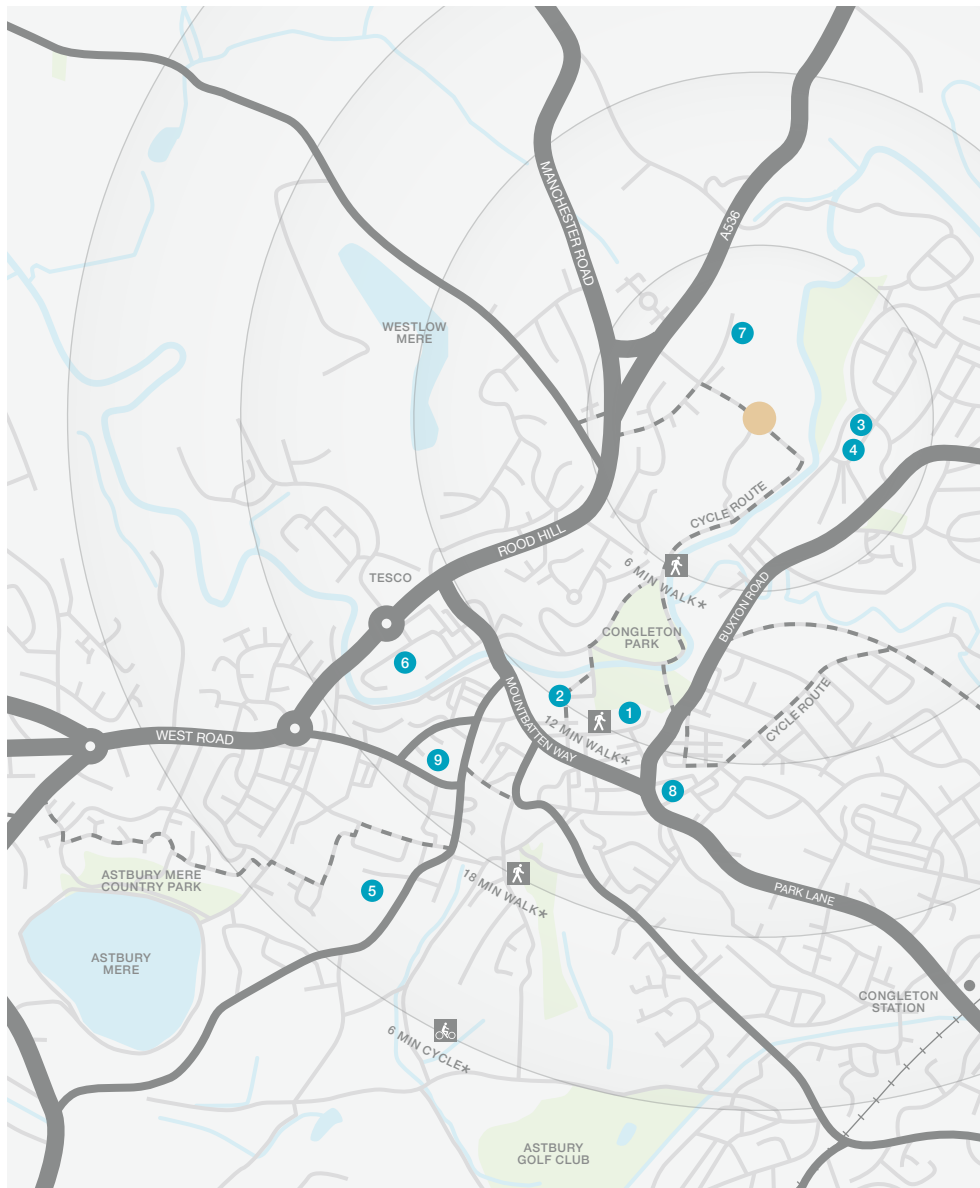 MANCHESTER ROAD
A536
WESTLOW
MERE
7
3
4
CYCLE ROUTE
ROOD HILL
6 MIN WALK*
TESCO
BUXTON ROAD
CONGLETON
PARK
6
MOUNTBATTEN WAY
2
1
12 MIN WALK*
CYCLE ROUTE
WEST ROAD
9
8
ASTBURY MERE
COUNTRY PARK
5
18 MIN WALK*
PARK LANE
ASTBURY
MERE
CONGLETON
STATION
6 MIN CYCLE*
ASTBURY
GOLF CLUB